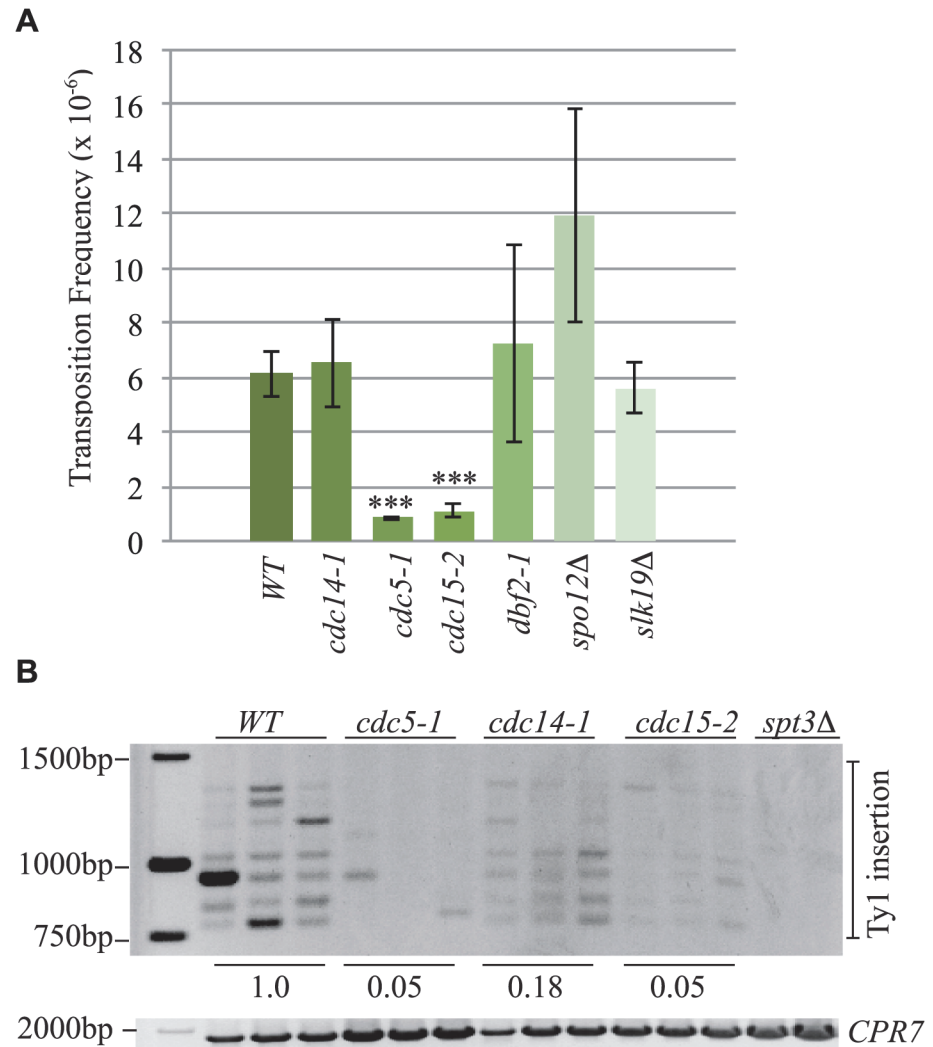 A
Transposition Frequency (x 10-6)
18
16
14
12
10
8
6
4
2
0
***
***
WT
cdc14-1
cdc5-1
cdc15-2
dbf2-1
spo12Δ
slk19Δ
B
WT cdc5-1 cdc14-1 cdc15-2 spt3Δ
1500bp
1000bp
750bp
Ty1 insertion
1.0 0.05 0.18 0.05
2000bp
CPR7